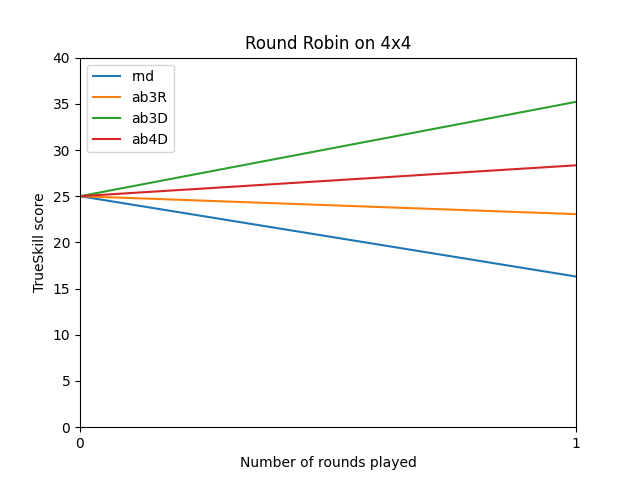 Round Robin on 4x4
rnd
ab3R
ab3D
ab4D
TrueSkill score
40
35
30
25
20
15
10
5
0
0
1
Number of rounds played